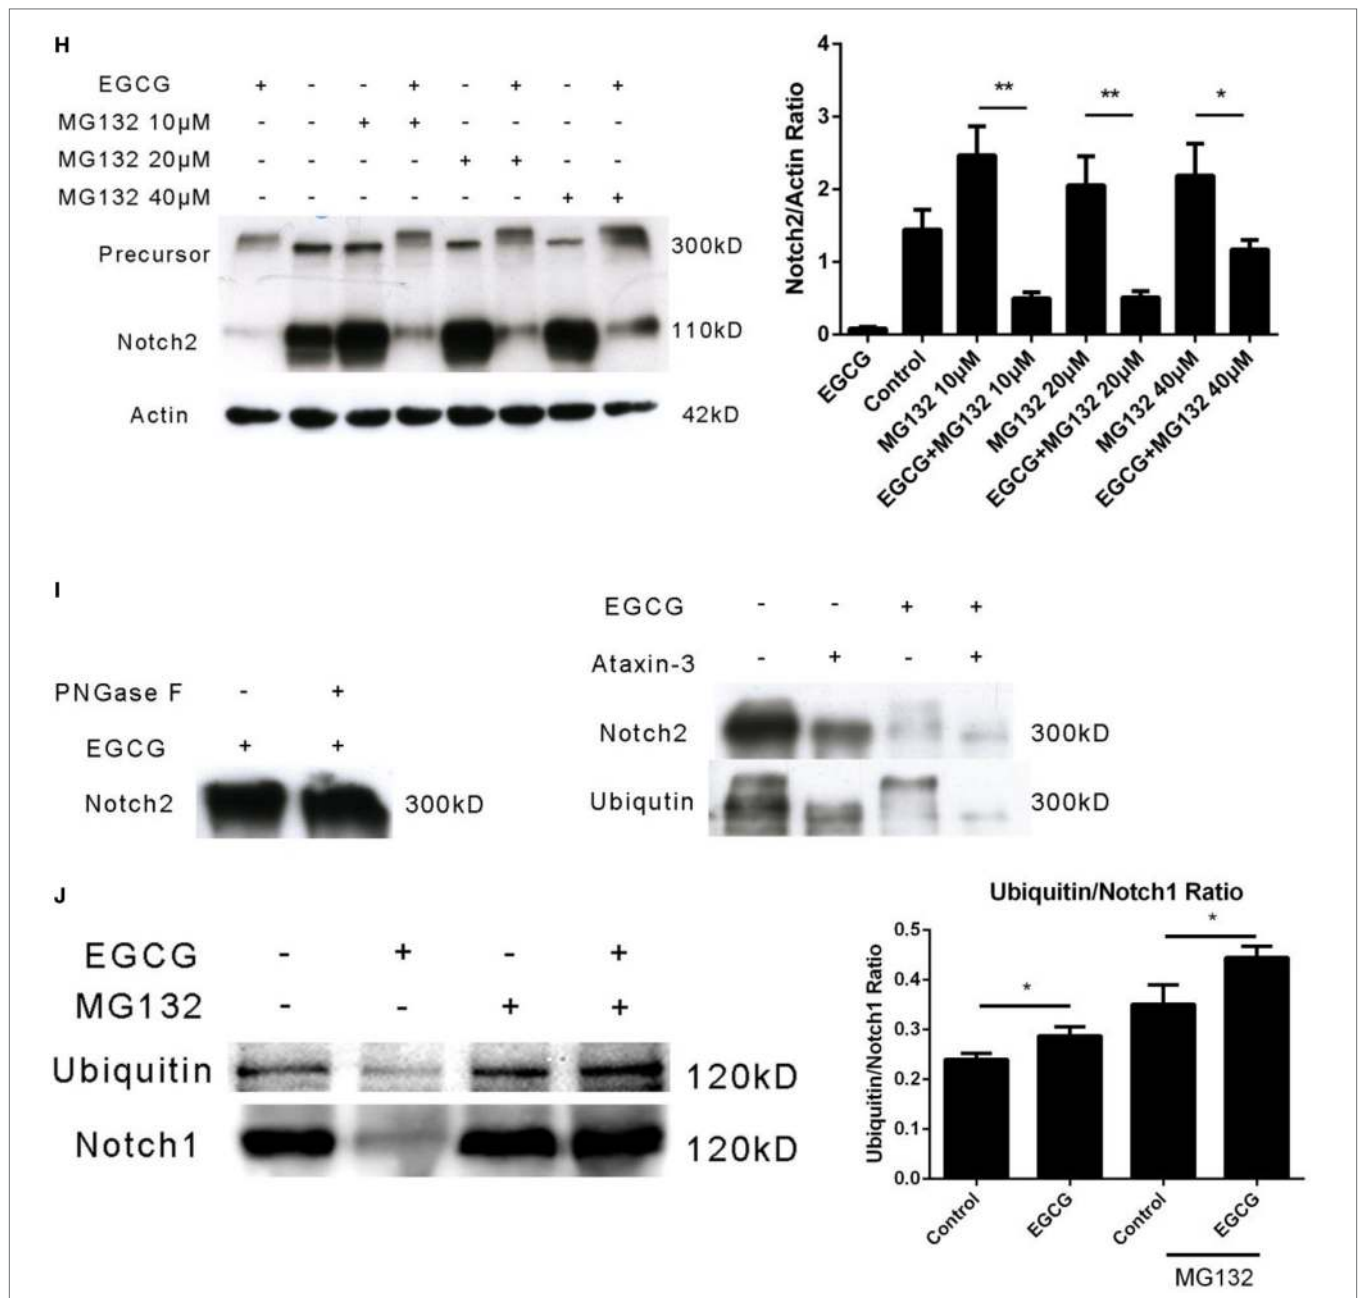 H
EGCG + - - + - + - +
MG132 10μM - - + + - - - -
MG132 20μM - - - - + + - -
MG132 40μM - - - - - - + +
Precursor 300kD
Notch2 110kD
Actin 42kD
Notch2/Actin Ratio
4
3
2
1
0
** ** *
EGCG
Control
MG132 10μM
EGCG+MG132 10μM
MG132 20μM
EGCG+MG132 20μM
MG132 40μM
EGCG+MG132 40μM
I
PNGase F - +
EGCG + +
Notch2 300kD
EGCG - - + +
Ataxin-3 - + - +
Notch2 300kD
Ubiqutin 300kD
J
EGCG - + - +
MG132 - - + +
Ubiquitin 120kD
Notch1 120kD
Ubiquitin/Notch1 Ratio
Ubiquitin/Notch1 Ratio
0.5
0.4
0.3
0.2
0.1
0.0
* *
Control
EGCG
Control
EGCG
MG132